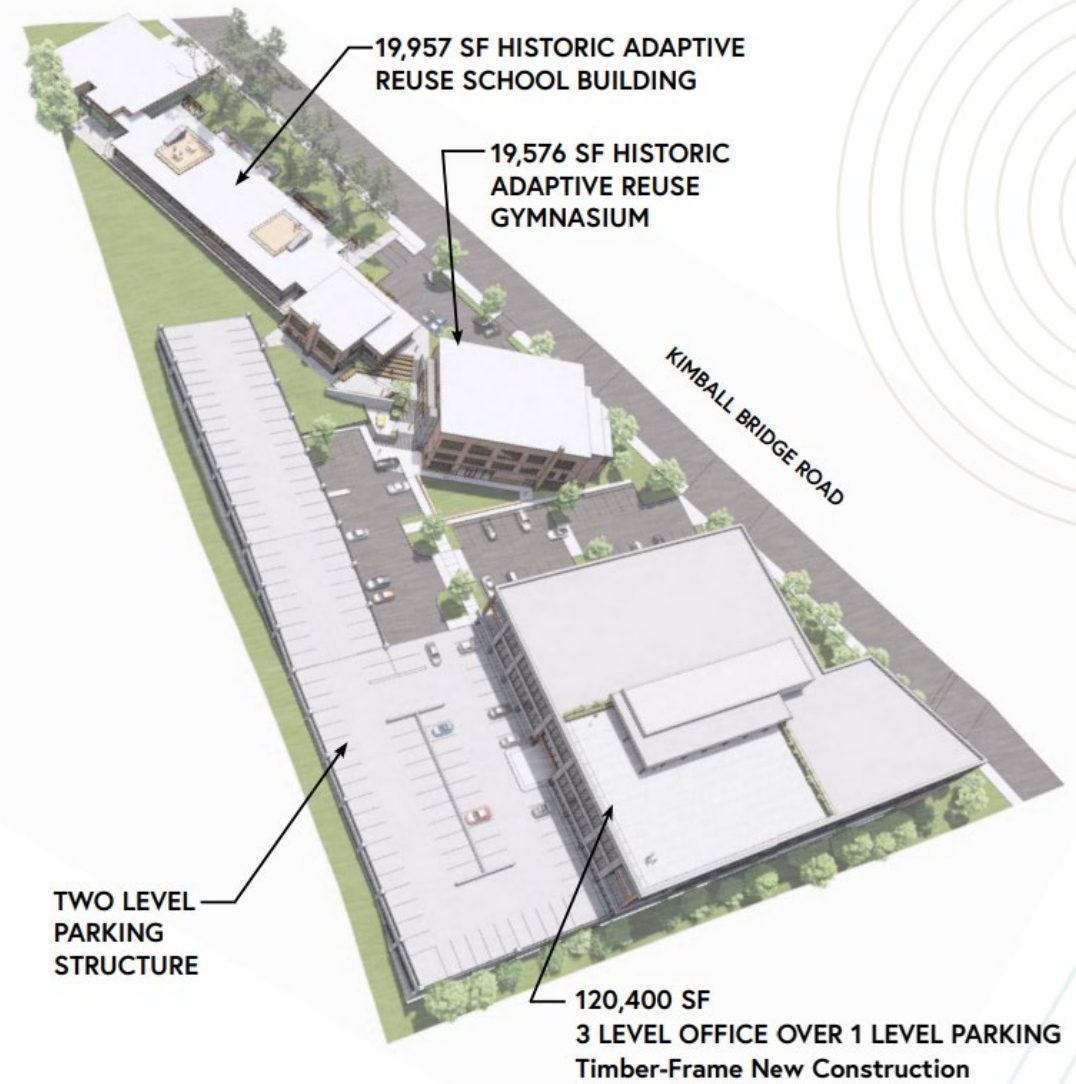 19,957 SF HISTORIC ADAPTIVE
REUSE SCHOOL BUILDING
19,576 SF HISTORIC
ADAPTIVE REUSE
GYMNASIUM
KIMBALL BRIDGE ROAD
TWO LEVEL
PARKING
STRUCTURE
120,400 SF
3 LEVEL OFFICE OVER 1 LEVEL PARKING
Timber-Frame New Construction